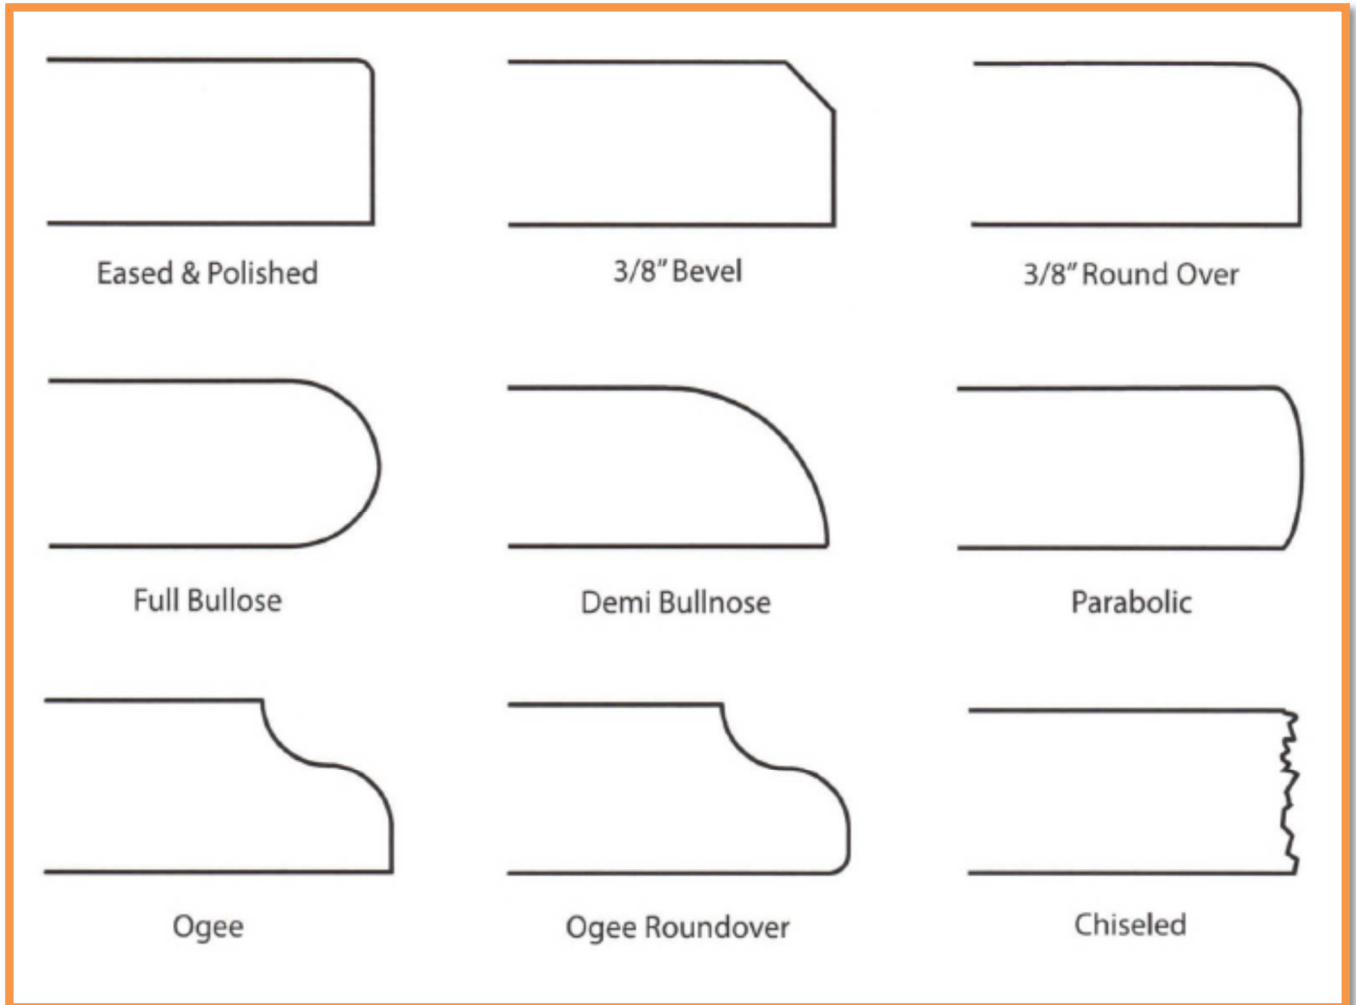 Eased & Polished
3/8" Bevel
3/8" Round Over
Full Bullose
Demi Bullnose
Parabolic
Ogee
Ogee Roundover
Chiseled